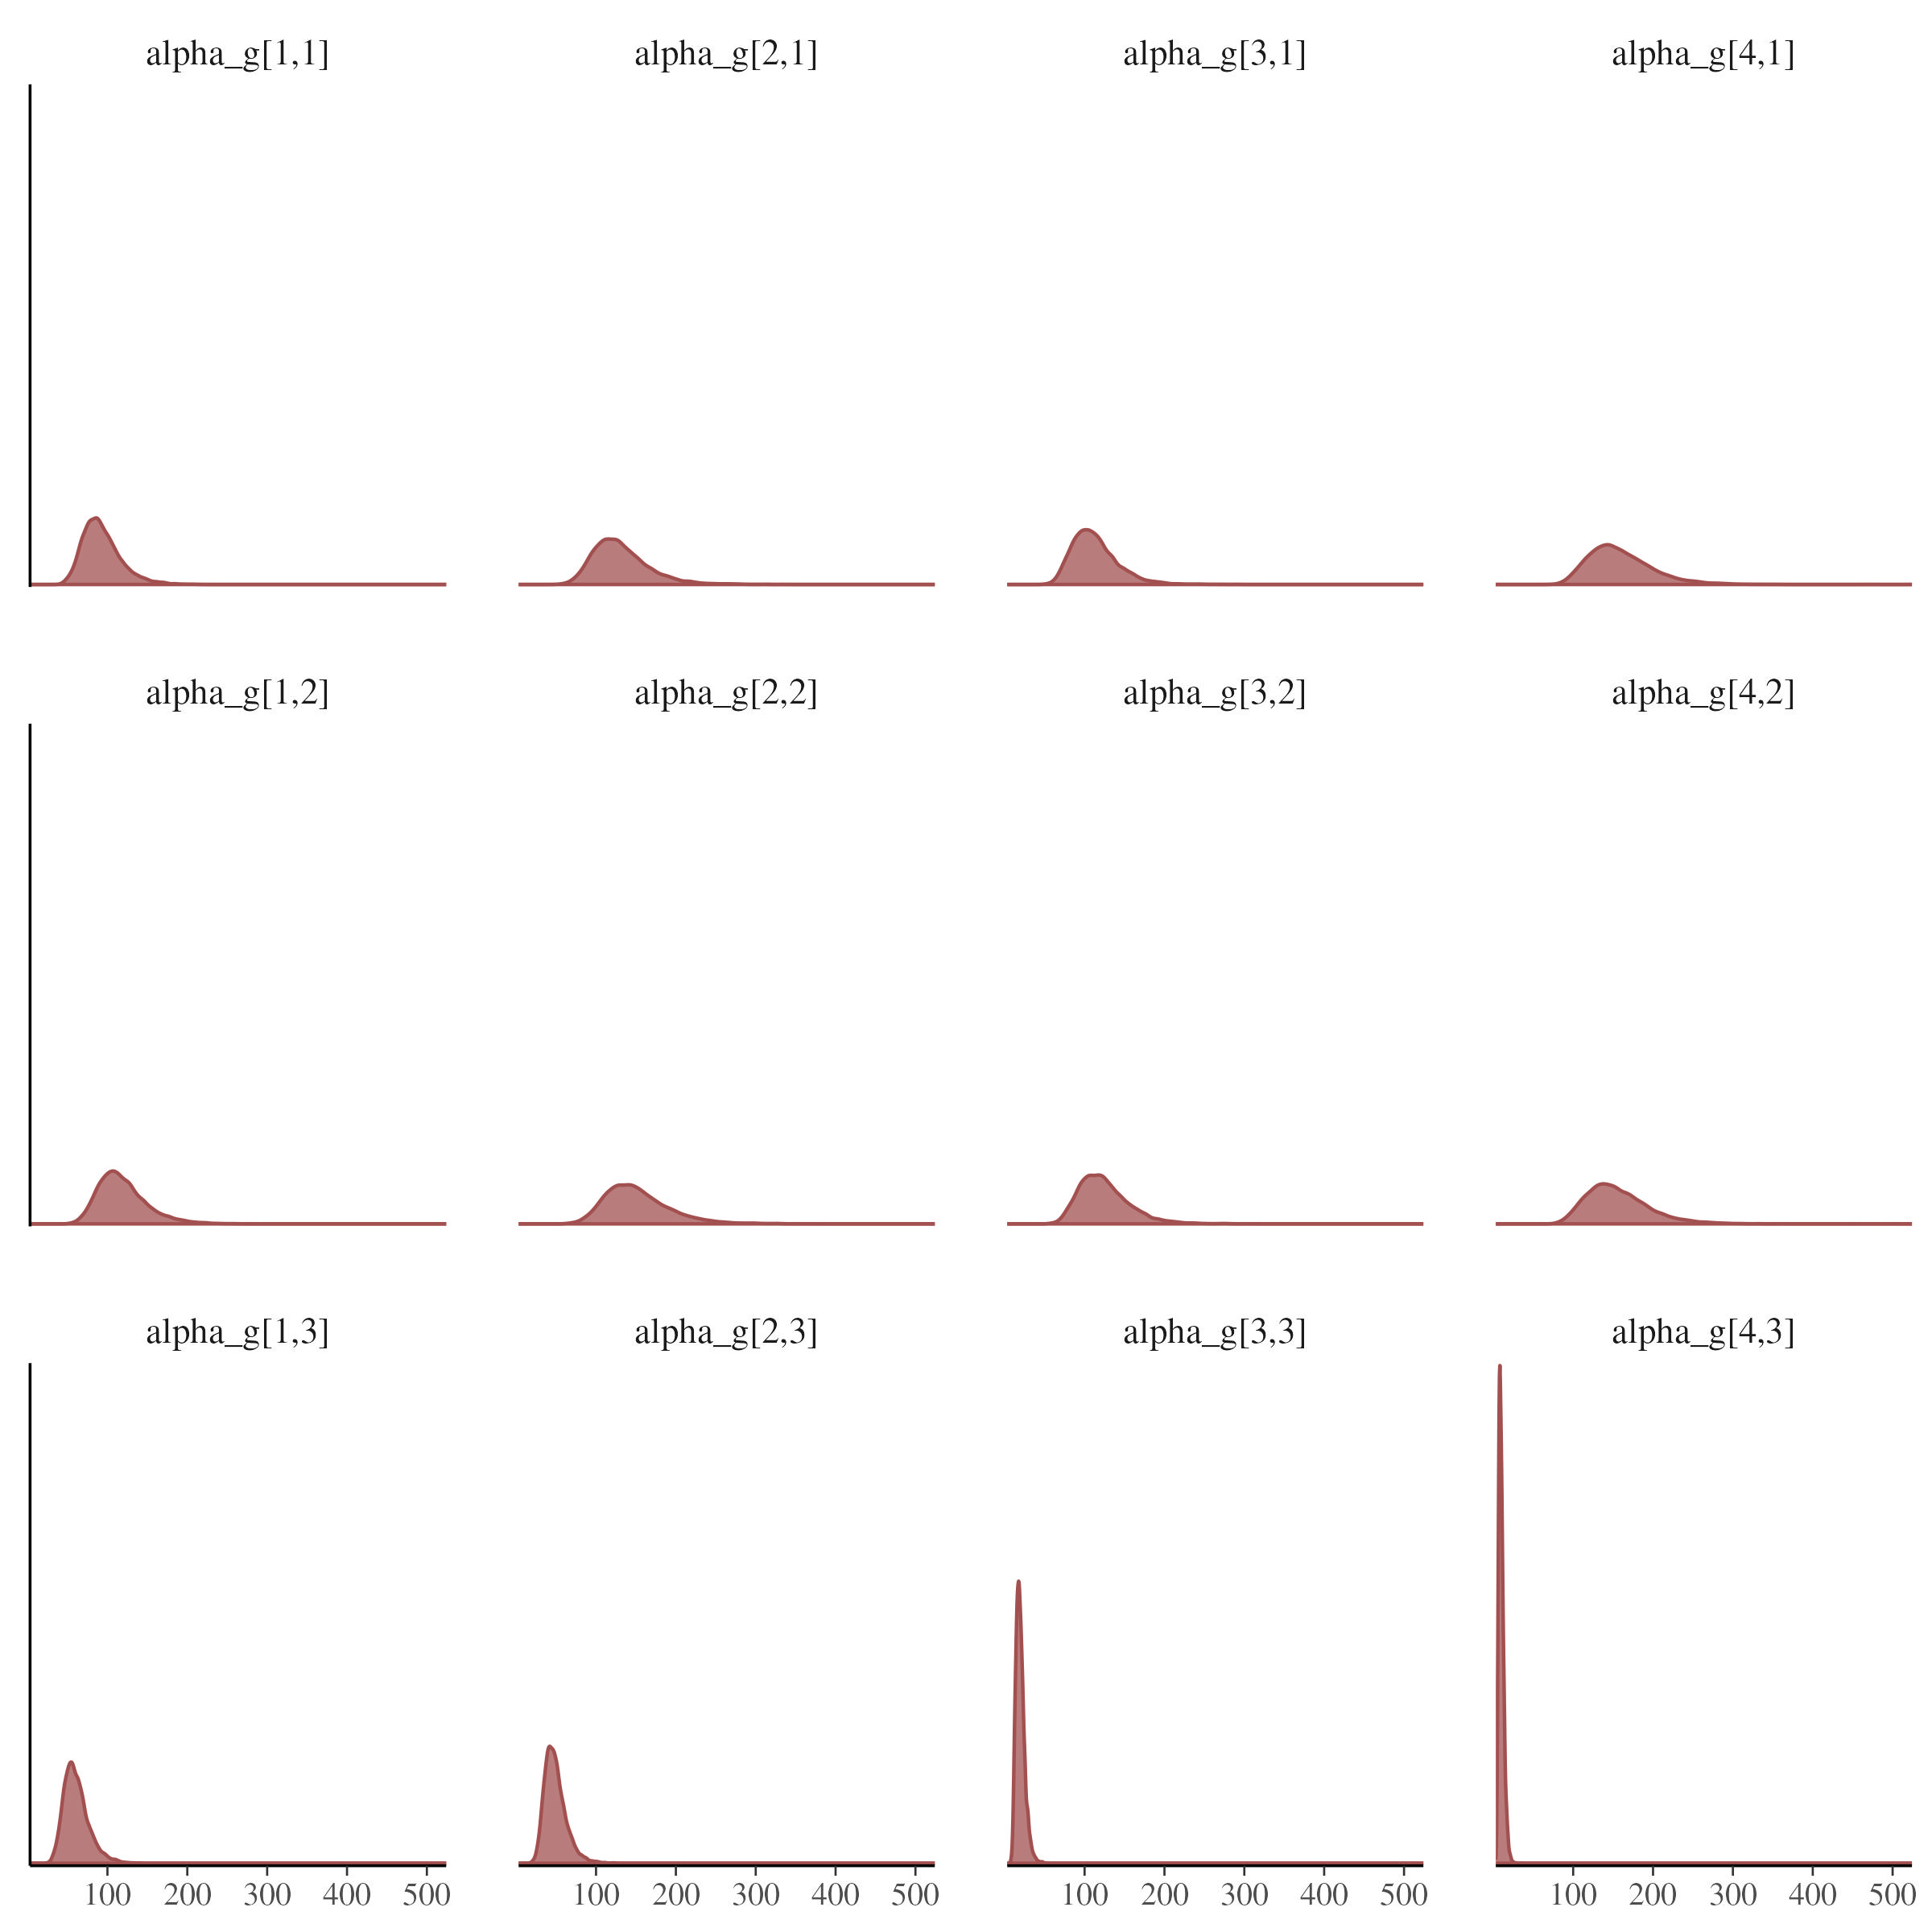 alpha_g[1,1] alpha_g[2,1] alpha_g[3,1] alpha_g[4,1]
alpha_g[1,2] alpha_g[2,2] alpha_g[3,2] alpha_g[4,2]
alpha_g[1,3] alpha_g[2,3] alpha_g[3,3] alpha_g[4,3]
100 200 300 400 500 100 200 300 400 500 100 200 300 400 500 100 200 300 400 500